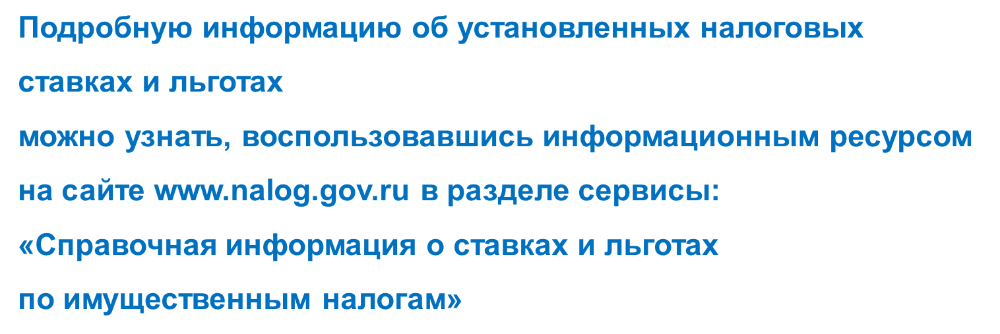 Подробную информацию об установленных налоговых
ставках и льготах
можно узнать, воспользовавшись информационным ресурсом
на сайте www.nalog.gov.ru в разделе сервисы:
«Справочная информация о ставках и льготах
по имущественным налогам»